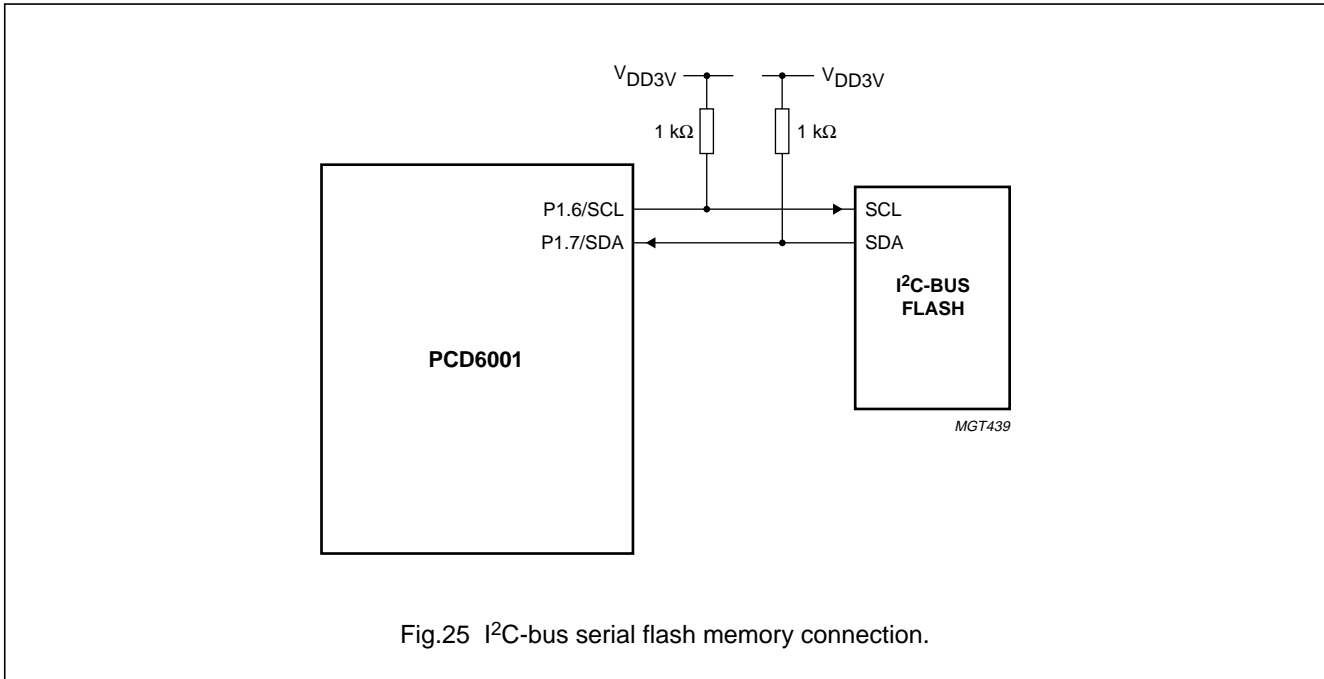 VDD3V VDD3V
1 kΩ 1 kΩ
P1.6/SCL SCL
P1.7/SDA SDA
I²C-BUS
FLASH
PCD6001
MGT439
Fig.25 I²C-bus serial flash memory connection.